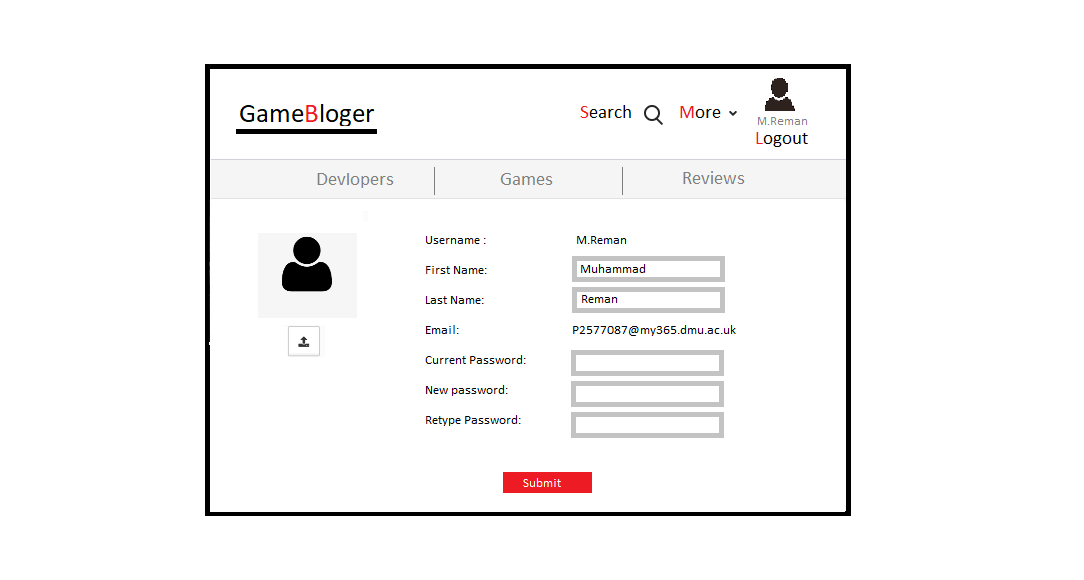 GameBloger
Search
More
M.Reman
Logout
Devlopers
Games
Reviews
Username : M.Reman
First Name: Muhammad
Last Name: Reman
Email: P2577087@my365.dmu.ac.uk
Current Password:
New password:
Retype Password:
Submit